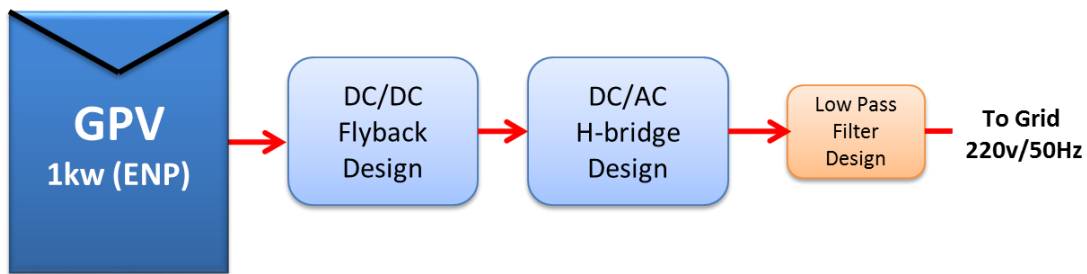 GPV
1kw (ENP)
DC/DC
Flyback
Design
DC/AC
H-bridge
Design
Low Pass
Filter
Design
To Grid
220v/50Hz